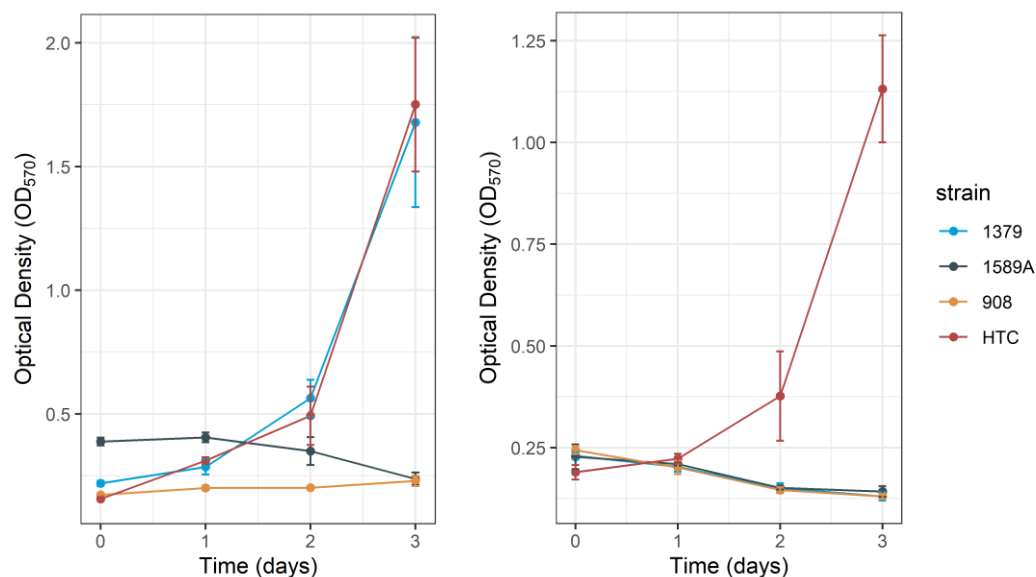 2.0
1.5
1.0
0.5
0
1
2
3
Time (days)
Optical Density (OD₅₇₀)
1.25
1.00
0.75
0.50
0.25
0
1
2
3
Time (days)
Optical Density (OD₅₇₀)
strain
1379
1589A
908
HTC